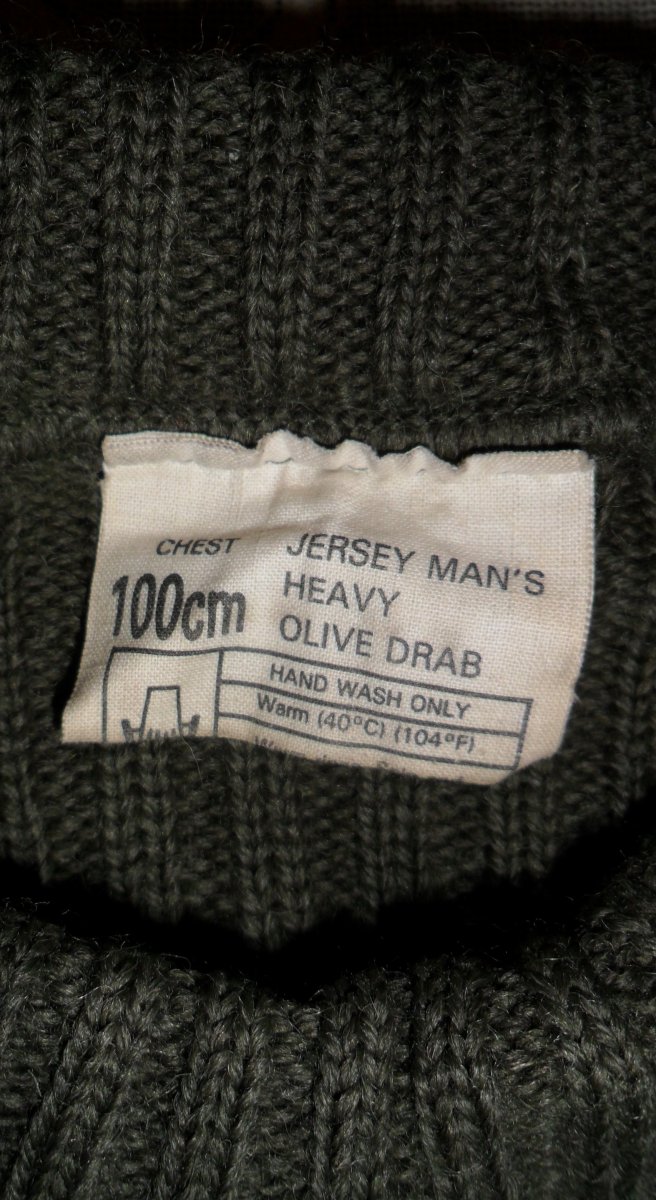 CHEST
100cm
JERSEY MAN'S
HEAVY
OLIVE DRAB
HAND WASH ONLY
Warm (40°C) (104°F)